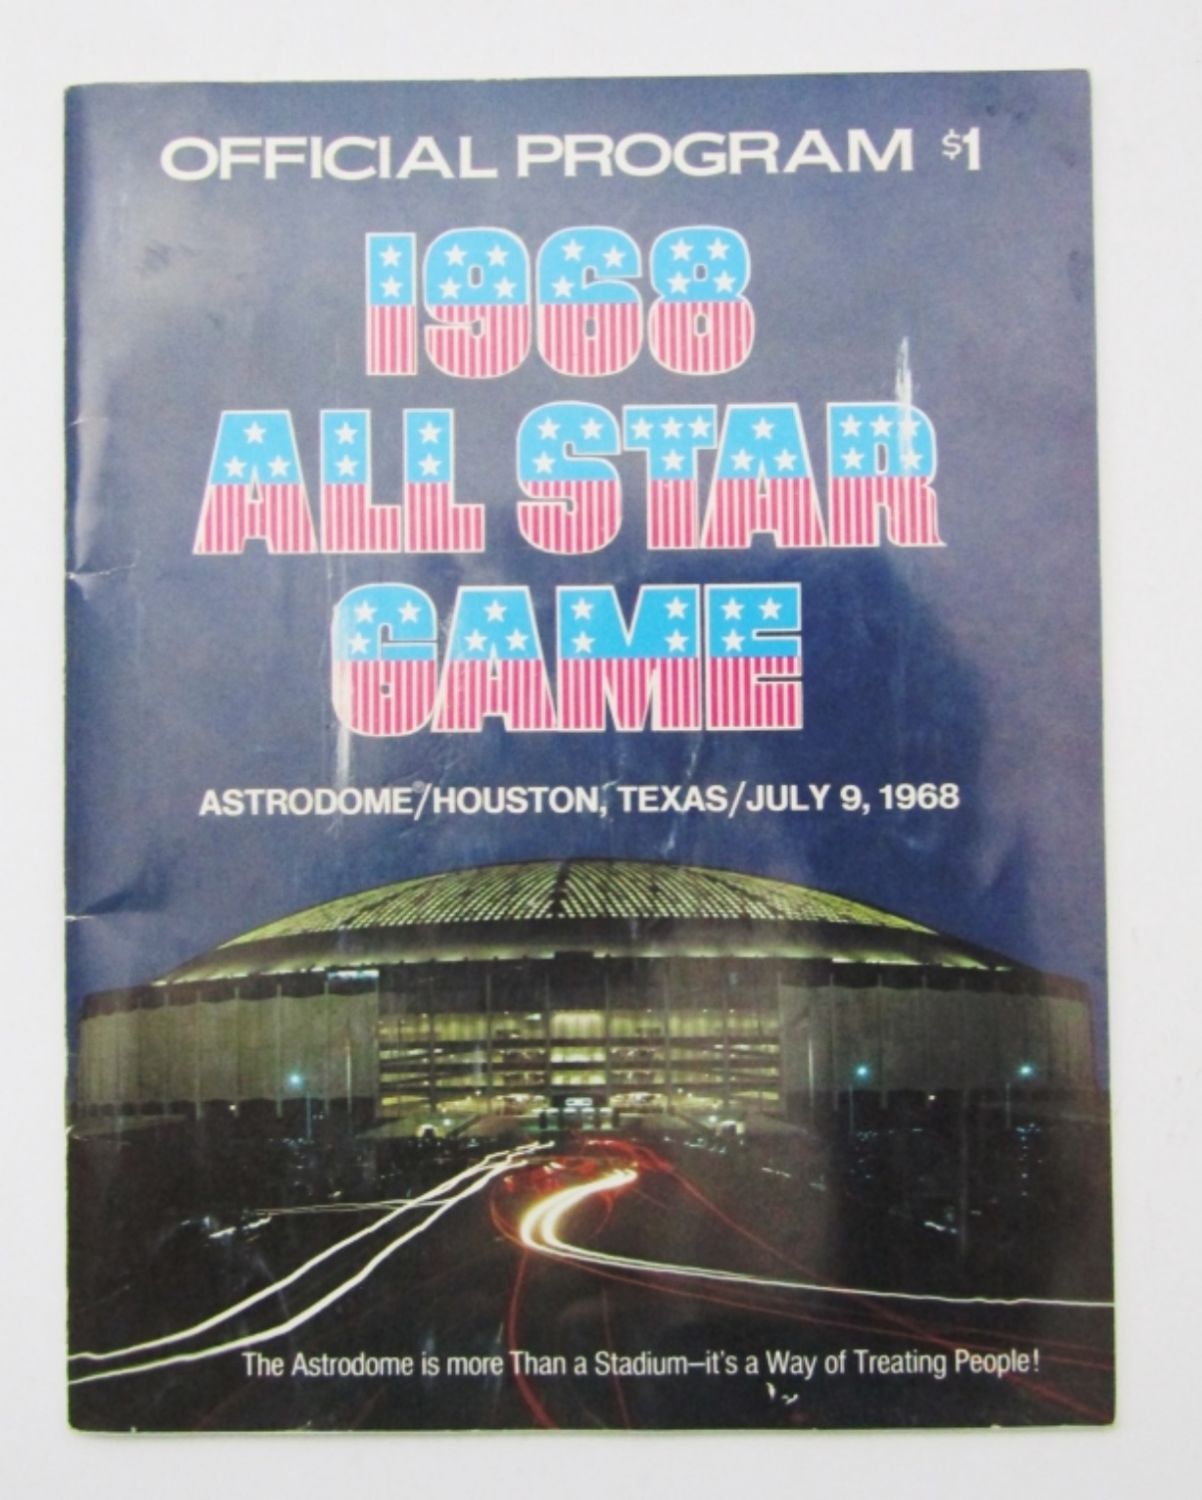 OFFICIAL PROGRAM $1
1968
ALL STAR
GAME
ASTRODOME/HOUSTON, TEXAS/JULY 9, 1968
The Astrodome is more Than a Stadium—it's a Way of Treating People!